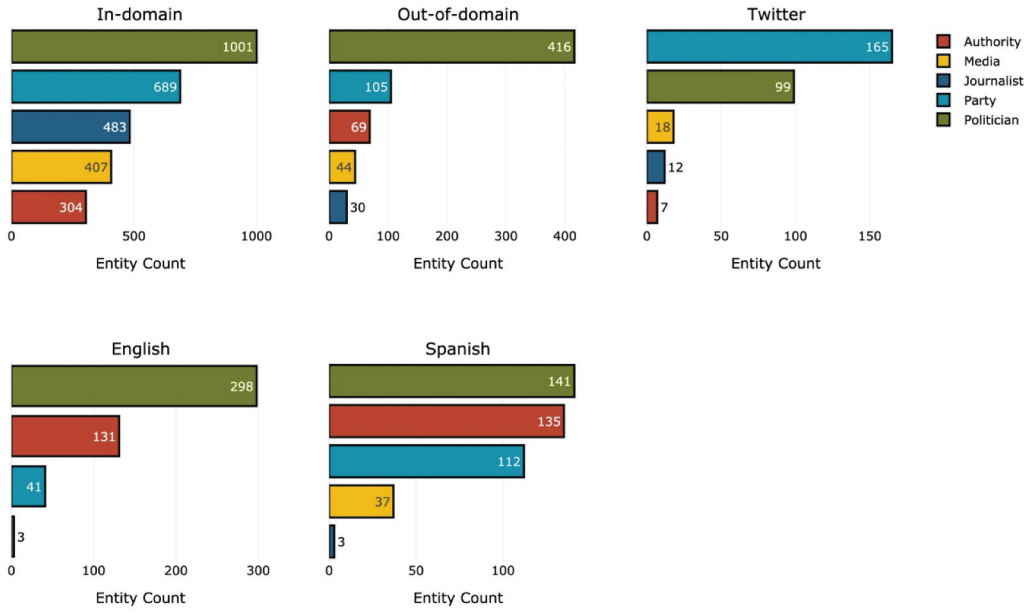 In-domain
1001
689
483
407
304
0 500 1000
Entity Count
Out-of-domain
416
105
69
44
30
0 100 200 300 400
Entity Count
Twitter
165
99
18
12
7
0 50 100 150
Entity Count
Authority
Media
Journalist
Party
Politician
English
298
131
41
3
0 100 200 300
Entity Count
Spanish
141
135
112
37
3
0 50 100
Entity Count